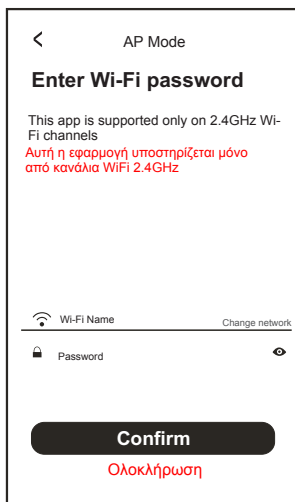 AP Mode
Enter Wi-Fi password
This app is supported only on 2.4GHz Wi-
Fi channels
Αυτή η εφαρμογή υποστηρίζεται μόνο
από κανάλια WiFi 2.4GHz
Wi-Fi Name
Change network
Password
Confirm
Ολοκλήρωση